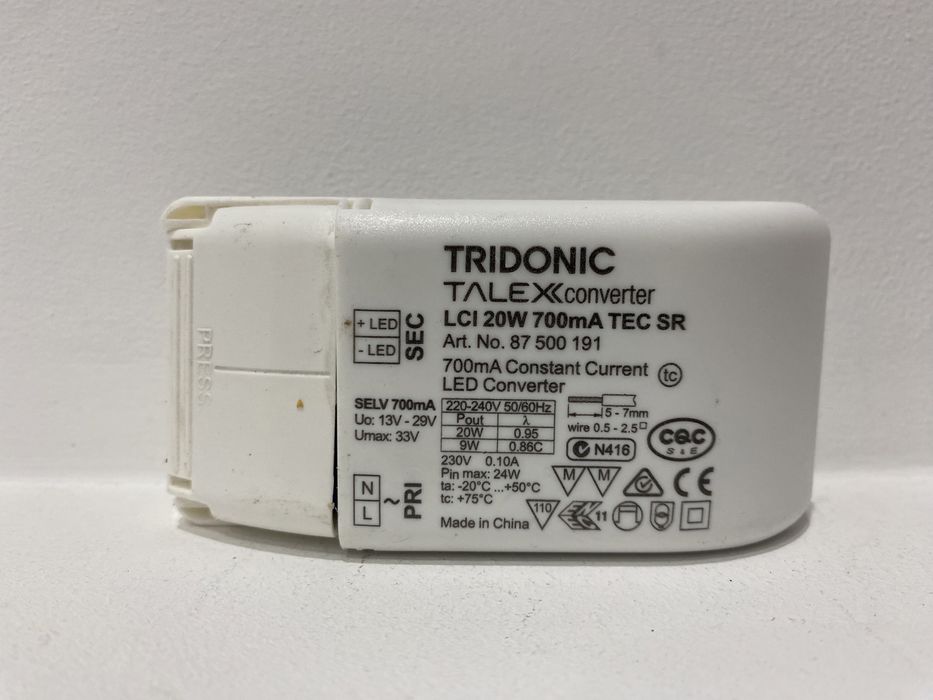 TRIDONIC
TALEXX converter
LCI 20W 700mA TEC SR
Art. No. 87 500 191
700mA Constant Current
LED Converter
tc
+ LED
- LED
SEC
SELV 700mA
Uo: 13V - 29V
Umax: 33V
220-240V 50/60Hz
Pout λ
20W 0.95
9W 0.86C
230V 0.10A
Pin max: 24W
ta: -20°C ...+50°C
tc: +75°C
Made in China
5 - 7mm
wire 0.5 - 2.5□
N416
CQC
S & E
M M
CE
110
11
N
L
~
PRI
PRESS